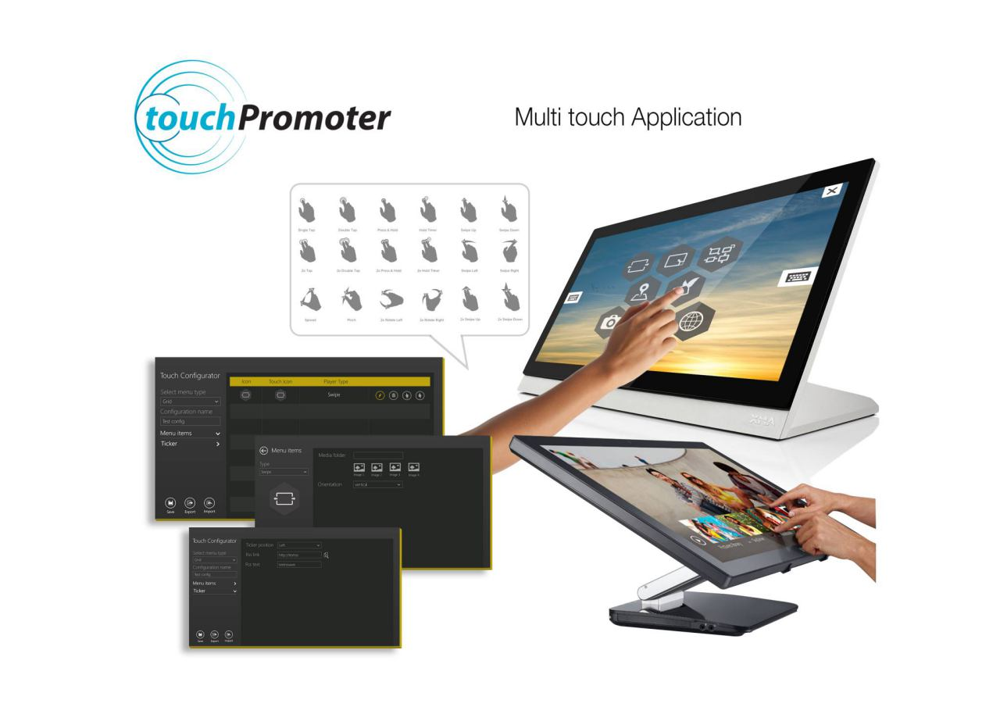 touchPromoter
Multi touch Application
Single Tap
Double Tap
Press & Hold
Hold Timer
Swipe Up
Swipe Down
2x Tap
2x Double Tap
2x Press & Hold
2x Hold Timer
Swipe Left
Swipe Right
Spread
Pinch
2x Rotate Left
2x Rotate Right
2x Swipe Up
2x Swipe Down
Touch Configurator
Select menu type
Grid
Configuration name
Test config
Menu items
Ticker
Save
Export
Import
Icon
Touch Icon
Player Type
Swipe
Menu items
Type
Swipe
Media folder
Image 1
Image 2
Image 3
Image 4
Orientation
vertical
Touch Configurator
Select menu type
Grid
Configuration name
Test config
Menu items
Ticker
Save
Export
Import
Ticker position
Left
Rss link
Rss text